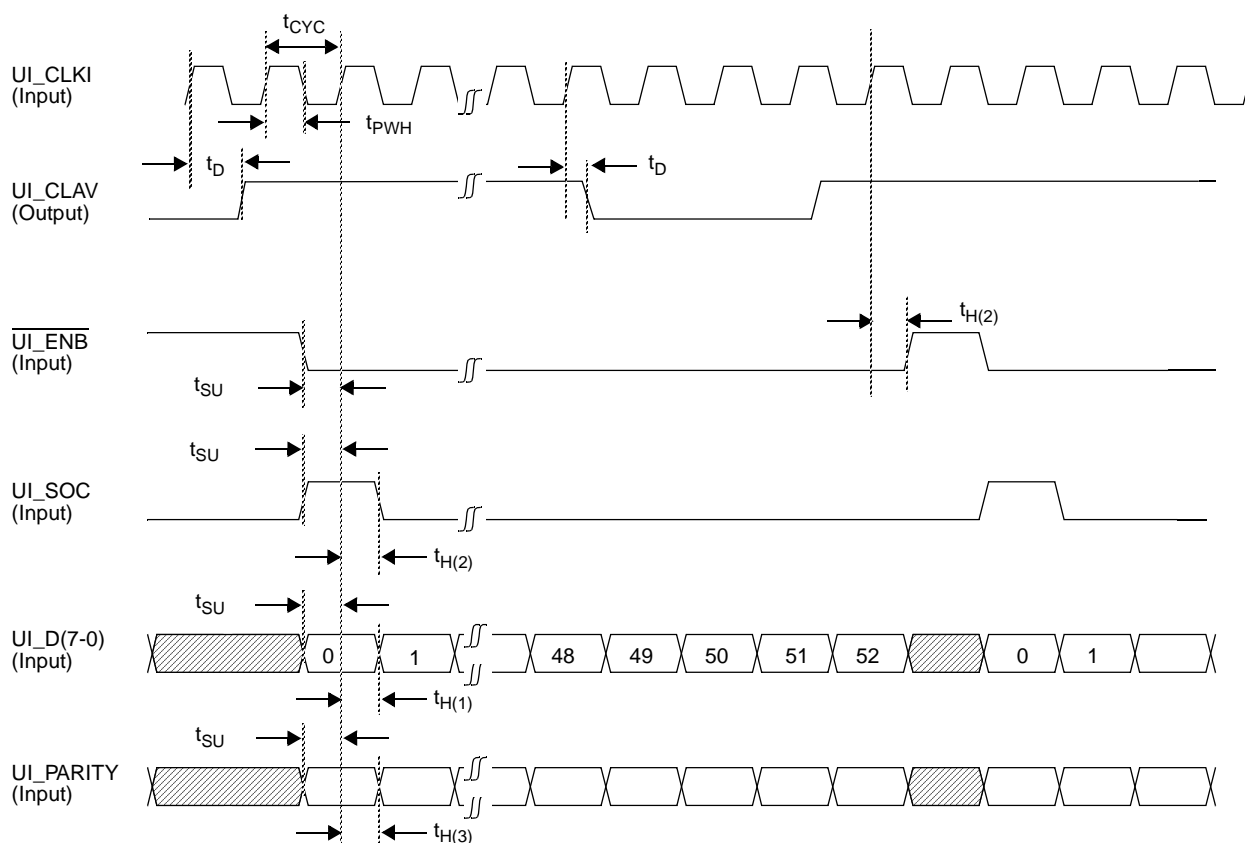 tCYC
UI_CLKI
(Input)
tPWH
tD
tD
UI_CLAV
(Output)
tH(2)
UI_ENB
(Input)
tSU
tSU
UI_SOC
(Input)
tH(2)
tSU
UI_D(7-0)
(Input)
0 1 48 49 50 51 52 0 1
tH(1)
tSU
UI_PARITY
(Input)
tH(3)